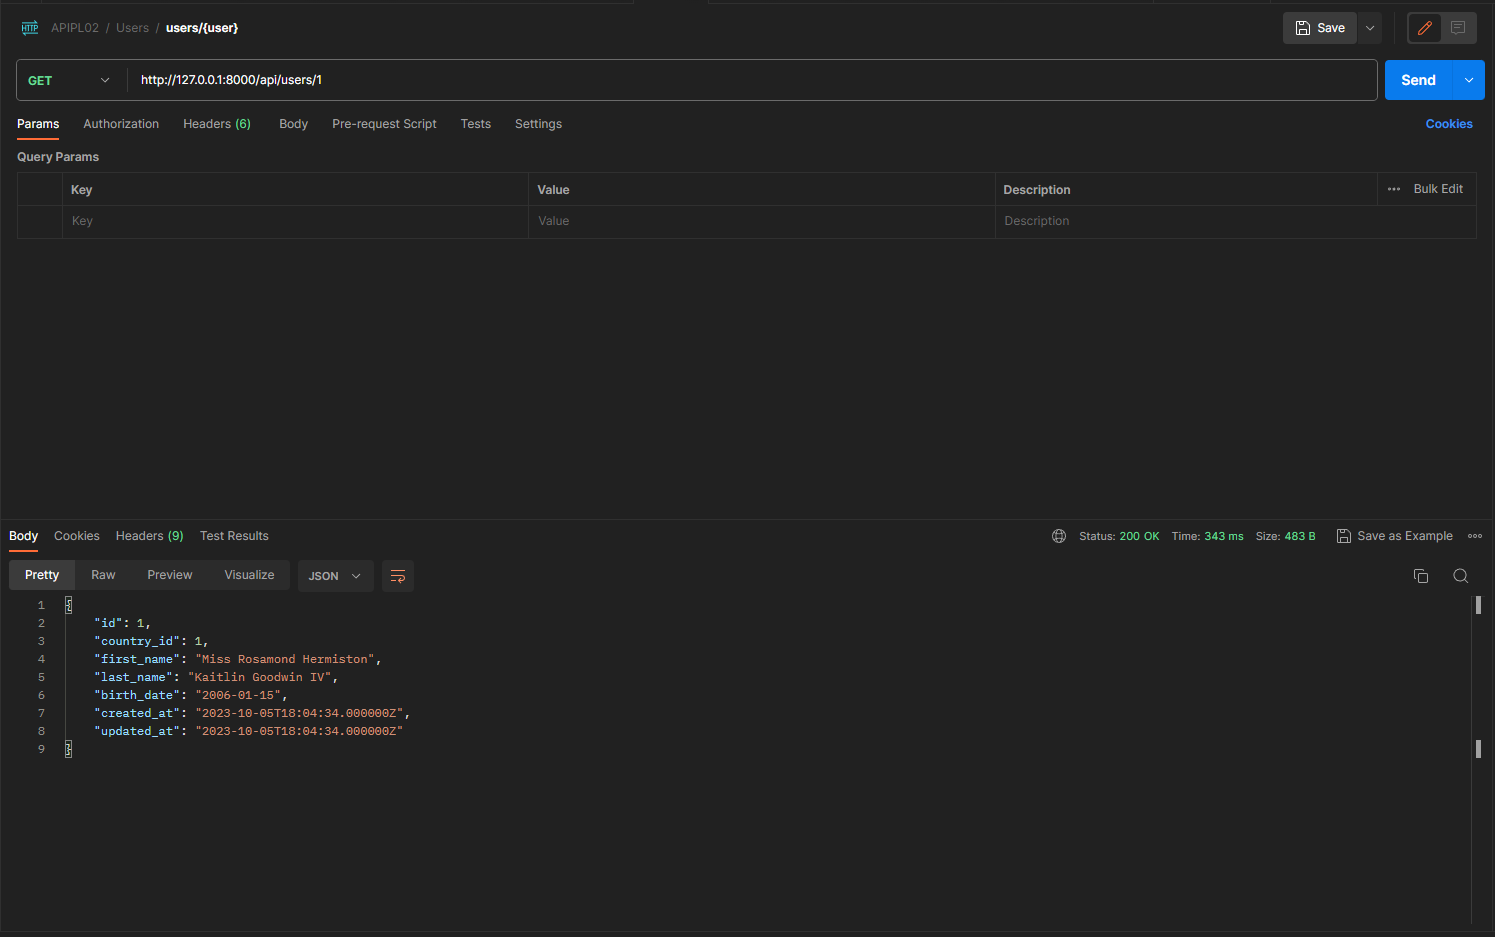 HTTP APIPL02 / Users / users/{user} Save
GET http://127.0.0.1:8000/api/users/1 Send
Params Authorization Headers (6) Body Pre-request Script Tests Settings Cookies
Query Params
Key Value Description ••• Bulk Edit
Key Value Description
Body Cookies Headers (9) Test Results Status: 200 OK Time: 343 ms Size: 483 B Save as Example
Pretty Raw Preview Visualize JSON
1 {
2 "id": 1,
3 "country_id": 1,
4 "first_name": "Miss Rosamond Hermiston",
5 "last_name": "Kaitlin Goodwin IV",
6 "birth_date": "2006-01-15",
7 "created_at": "2023-10-05T18:04:34.000000Z",
8 "updated_at": "2023-10-05T18:04:34.000000Z"
9 }